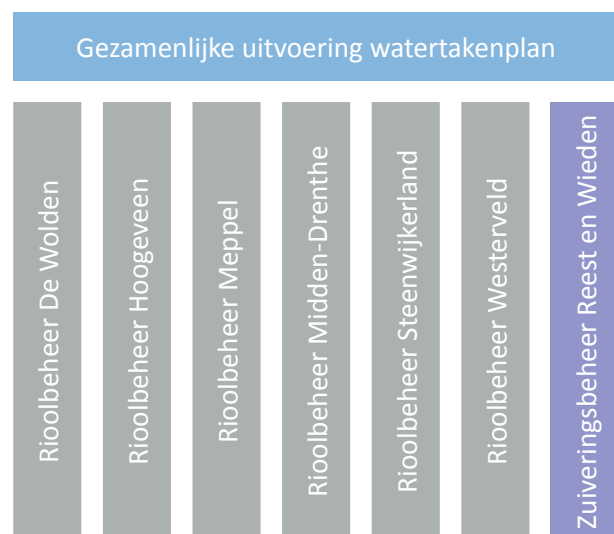 Gezamenlijke uitvoering watertakenplan
Rioolbeheer De Wolden
Rioolbeheer Hoogeveen
Rioolbeheer Meppel
Rioolbeheer Midden-Drenthe
Rioolbeheer Steenwijkerland
Rioolbeheer Westerveld
Zuiveringsbeheer Reest en Wieden